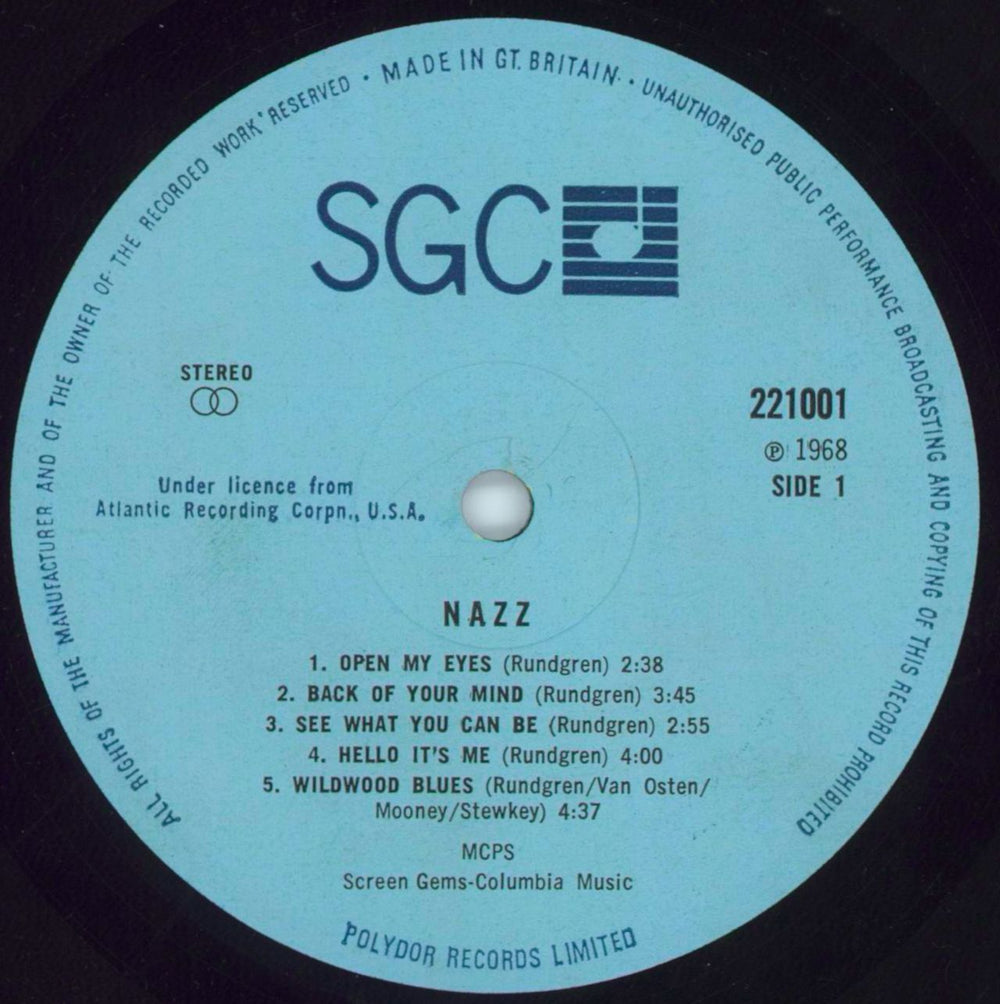 ALL RIGHTS OF THE MANUFACTURER AND OF THE OWNER OF THE RECORDED WORK RESERVED • MADE IN GT. BRITAIN • UNAUTHORISED PUBLIC PERFORMANCE BROADCASTING AND COPYING OF THIS RECORD PROHIBITED
SGC
STEREO
221001
℗ 1968
SIDE 1
Under licence from
Atlantic Recording Corpn., U.S.A.
NAZZ
1. OPEN MY EYES (Rundgren) 2:38
2. BACK OF YOUR MIND (Rundgren) 3:45
3. SEE WHAT YOU CAN BE (Rundgren) 2:55
4. HELLO IT'S ME (Rundgren) 4:00
5. WILDWOOD BLUES (Rundgren/Van Osten/
Mooney/Stewkey) 4:37
MCPS
Screen Gems-Columbia Music
POLYDOR RECORDS LIMITED